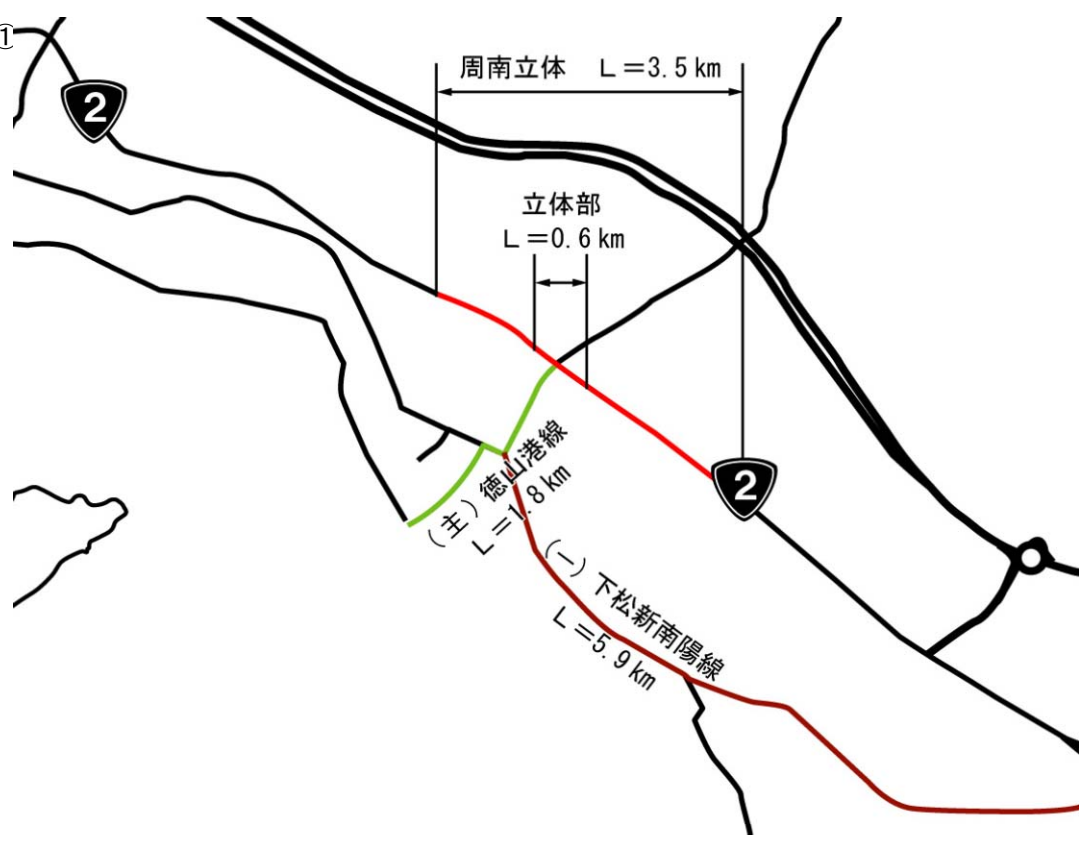 ①
2
周南立体 L=3.5km
立体部
L=0.6km
(主)徳山港線
L=1.8km
2
(一)下松新南陽線
L=5.9km